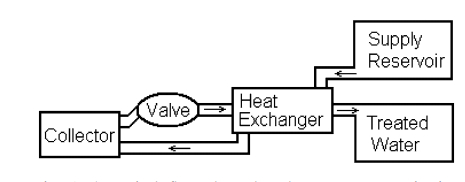 Supply
Reservoir
Valve
Heat
Exchanger
Collector
Treated
Water